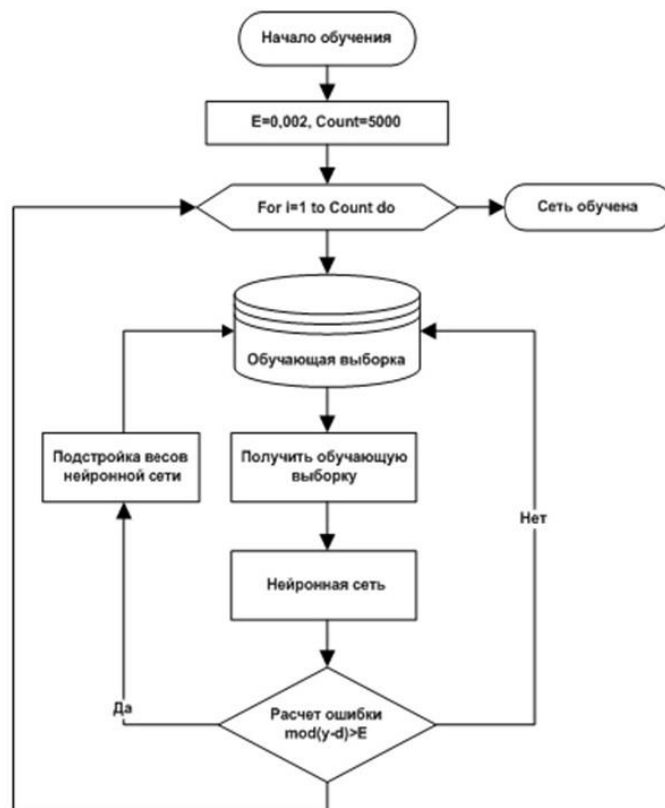 Начало обучения
E=0,002, Count=5000
For i=1 to Count do
Сеть обучена
Обучающая выборка
Подстройка весов
нейронной сети
Получить обучающую
выборку
Нет
Нейронная сеть
Да
Расчет ошибки
mod(y-d)>E